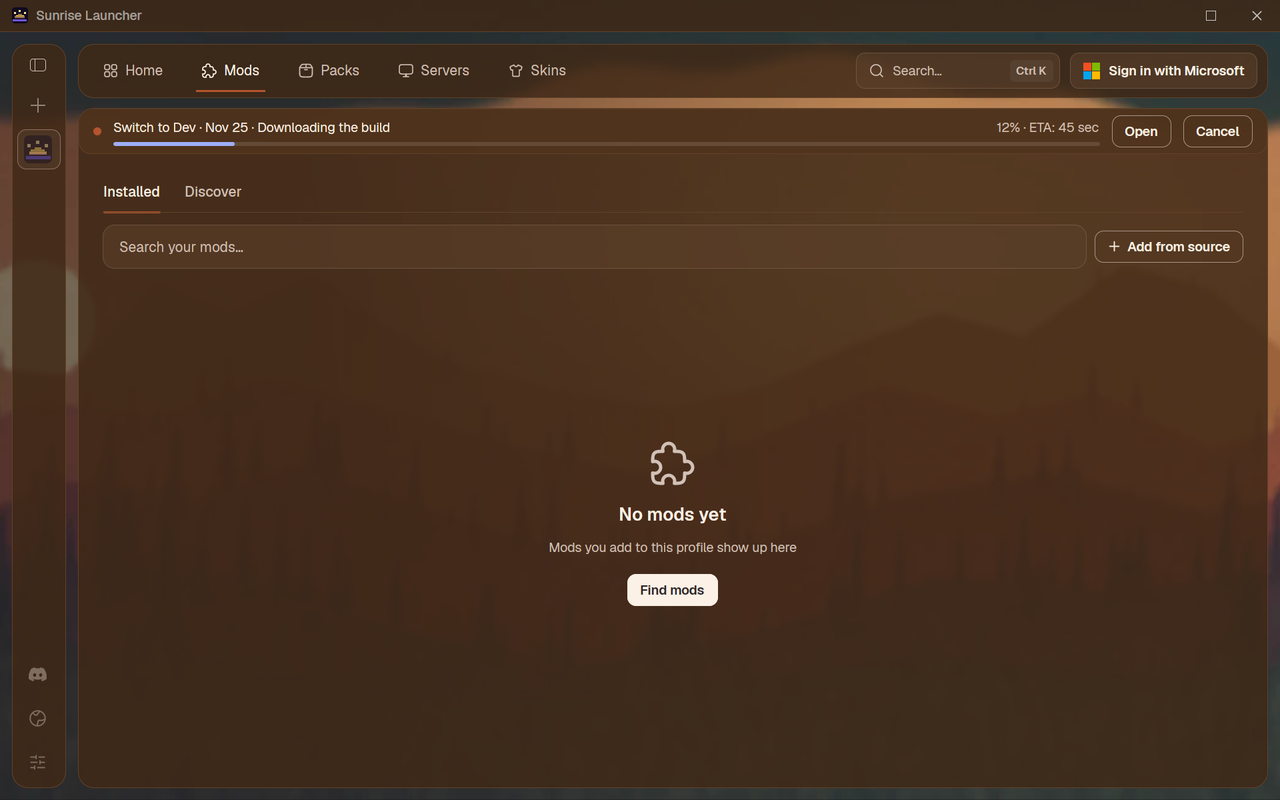 Sunrise Launcher
Home
Mods
Packs
Servers
Skins
Search...
Ctrl K
Sign in with Microsoft
Switch to Dev · Nov 25 · Downloading the build
12% · ETA: 45 sec
Open
Cancel
Installed
Discover
Search your mods...
Add from source
No mods yet
Mods you add to this profile show up here
Find mods